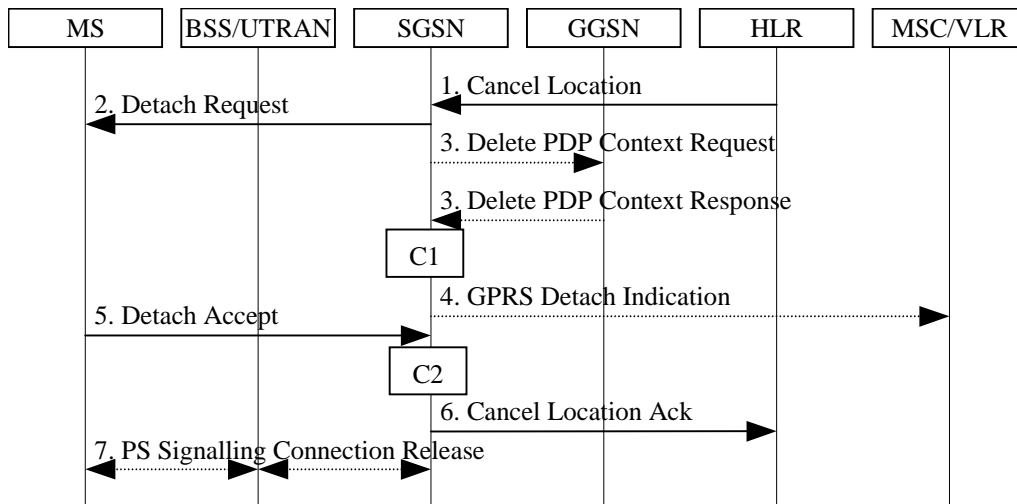 MS BSS/UTRAN SGSN GGSN HLR MSC/VLR
1. Cancel Location
2. Detach Request
3. Delete PDP Context Request
3. Delete PDP Context Response
C1
4. GPRS Detach Indication
5. Detach Accept
C2
6. Cancel Location Ack
7. PS Signalling Connection Release